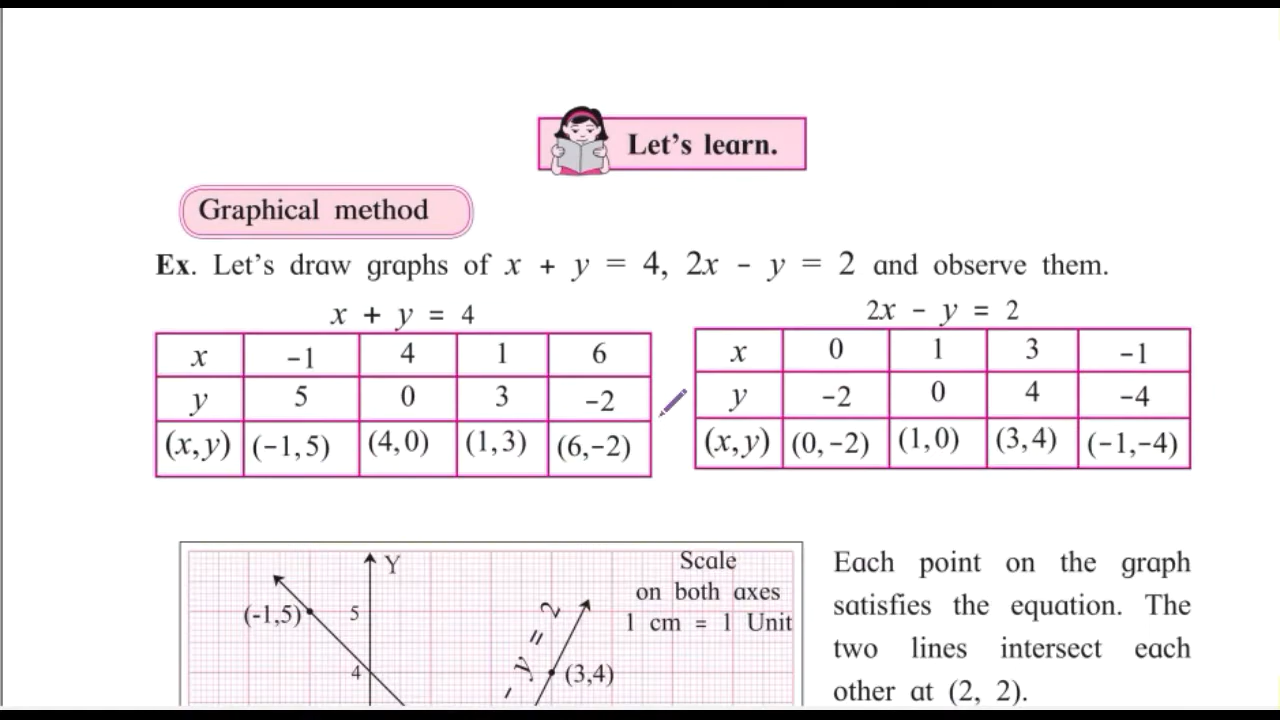 Let's learn.
Graphical method
Ex. Let's draw graphs of x + y = 4, 2x - y = 2 and observe them.
x + y = 4
x -1 4 1 6
y 5 0 3 -2
(x,y) (-1,5) (4,0) (1,3) (6,-2)
2x - y = 2
x 0 1 3 -1
y -2 0 4 -4
(x,y) (0,-2) (1,0) (3,4) (-1,-4)
Y
Scale
on both axes
1 cm = 1 Unit
(-1,5)
5
4
- y = 2
(3,4)
Each point on the graph
satisfies the equation. The
two lines intersect each
other at (2, 2).